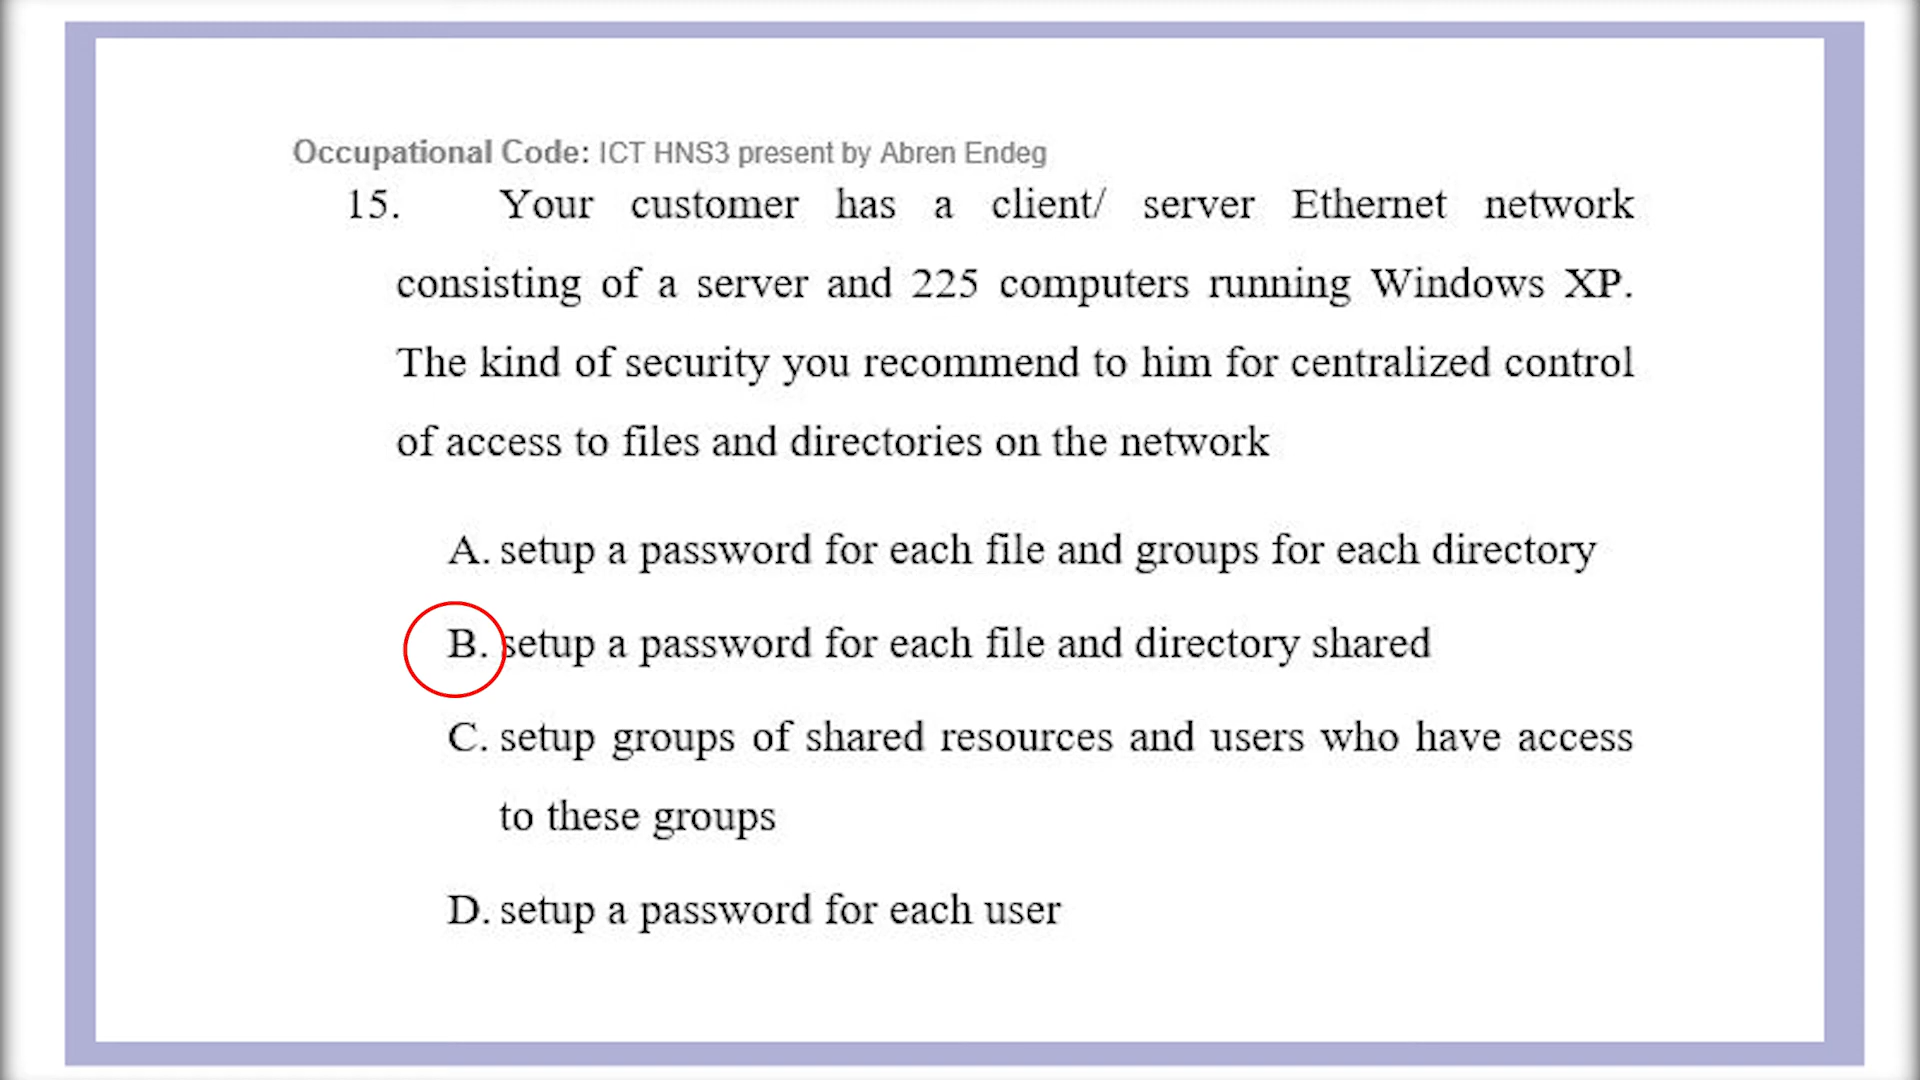 Occupational Code: ICT HNS3 present by Abren Endeg
15. Your customer has a client/ server Ethernet network
consisting of a server and 225 computers running Windows XP.
The kind of security you recommend to him for centralized control
of access to files and directories on the network
A. setup a password for each file and groups for each directory
B. setup a password for each file and directory shared
C. setup groups of shared resources and users who have access
to these groups
D. setup a password for each user